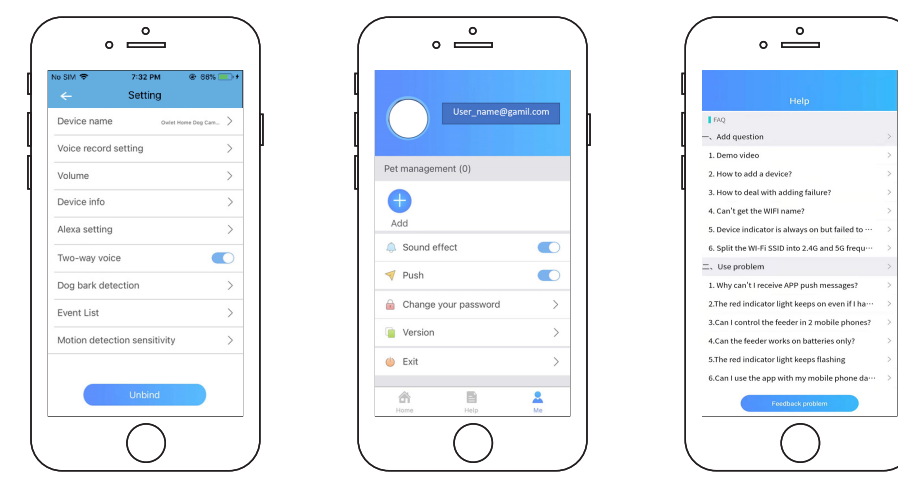 No SIM 7:32 PM 68%
Setting
Device name Owlet Home Dog Cam...
Voice record setting
Volume
Device info
Alexa setting
Two-way voice
Dog bark detection
Event List
Motion detection sensitivity
Unbind
User_name@gamil.com
Pet management (0)
Add
Sound effect
Push
Change your password
Version
Exit
Home Help Me
Help
FAQ
一、Add question
1. Demo video
2. How to add a device?
3. How to deal with adding failure?
4. Can't get the WIFI name?
5. Device indicator is always on but failed to ···
6. Split the WI-Fi SSID into 2.4G and 5G frequ···
二、Use problem
1. Why can't I receive APP push messages?
2.The red indicator light keeps on even if I ha···
3.Can I control the feeder in 2 mobile phones?
4.Can the feeder works on batteries only?
5.The red indicator light keeps flashing
6.Can I use the app with my mobile phone da···
Feedback problem